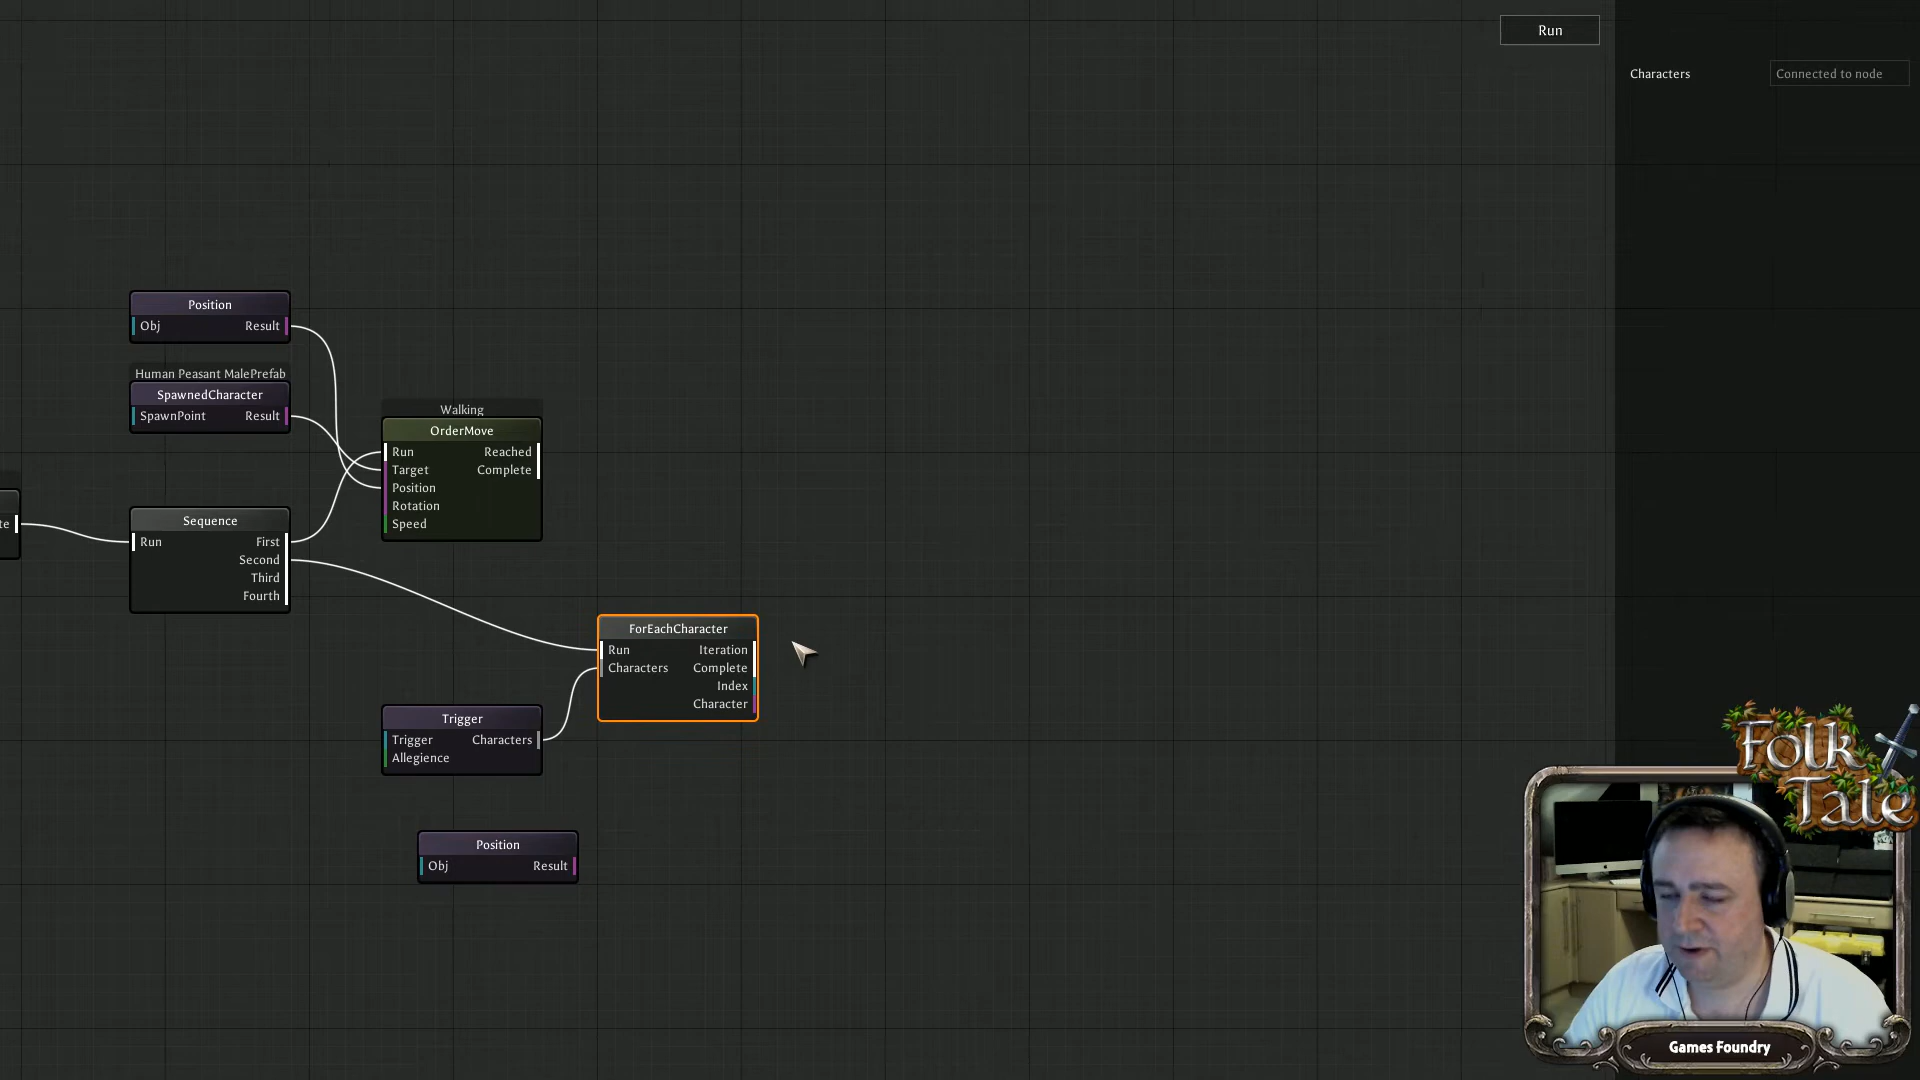 Run
Characters
Connected to node
Position
Obj
Result
Human Peasant MalePrefab
SpawnedCharacter
SpawnPoint
Result
Walking
OrderMove
Run
Reached
Target
Complete
Position
Rotation
Speed
te
Sequence
Run
First
Second
Third
Fourth
ForEachCharacter
Run
Iteration
Characters
Complete
Index
Character
Trigger
Trigger
Characters
Allegience
Position
Obj
Result
Folk
Tale
Games Foundry